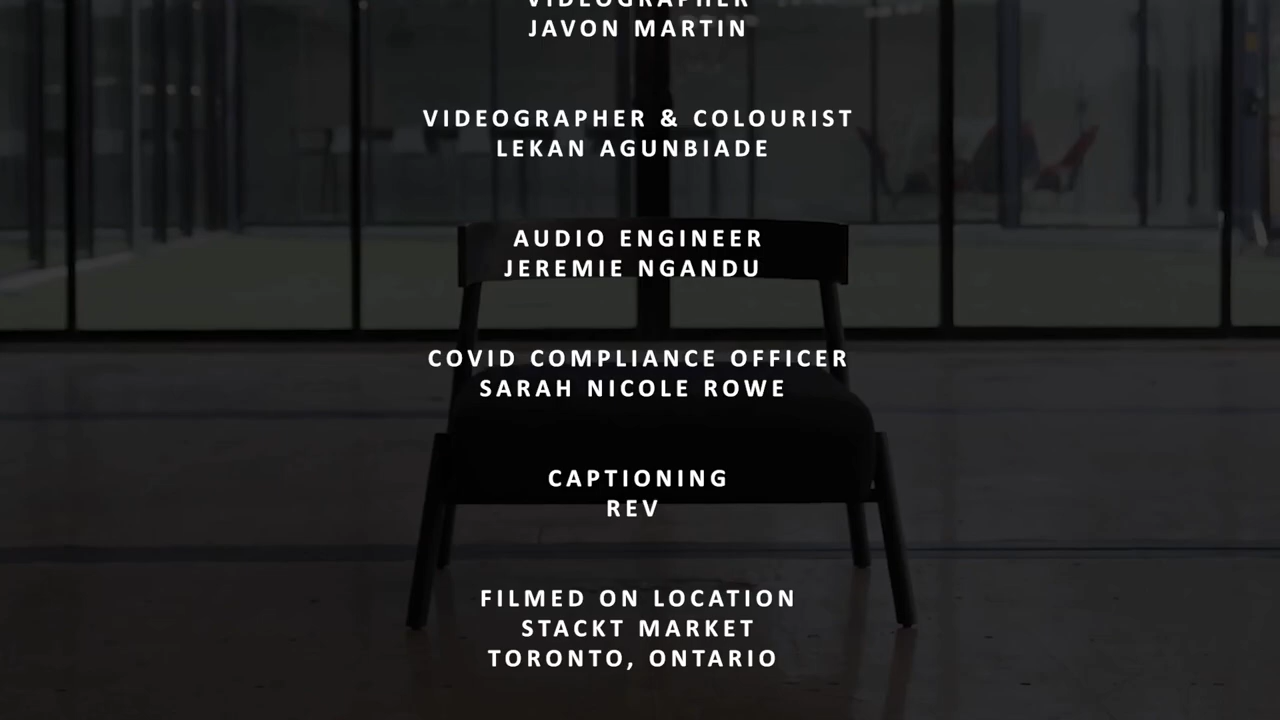 VIDEOGRAPHER
JAVON MARTIN
VIDEOGRAPHER & COLOURIST
LEKAN AGUNBIADE
AUDIO ENGINEER
JEREMIE NGANDU
COVID COMPLIANCE OFFICER
SARAH NICOLE ROWE
CAPTIONING
REV
FILMED ON LOCATION
STACKT MARKET
TORONTO, ONTARIO